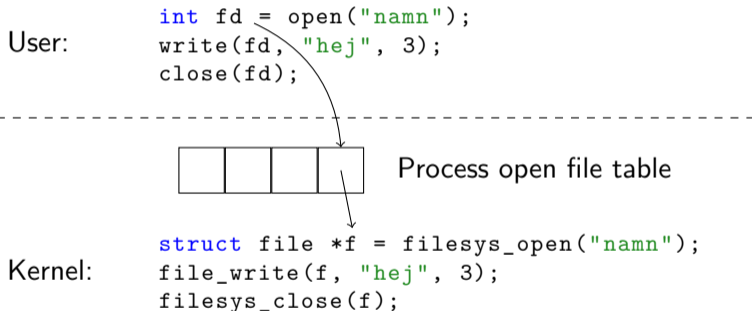 int fd = open("namn");
User: write(fd, "hej", 3);
close(fd);
Process open file table
struct file *f = filesys_open("namn");
Kernel: file_write(f, "hej", 3);
filesys_close(f);